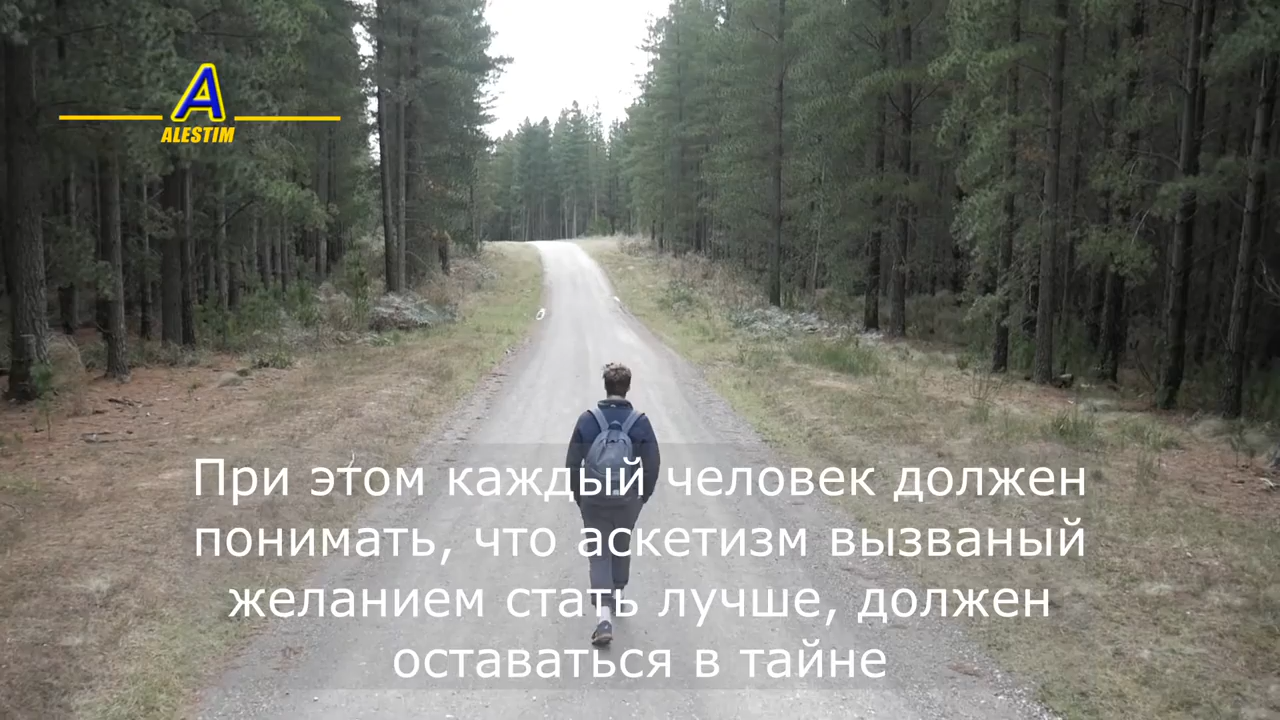 A
ALESTIM
При этом каждый человек должен
понимать, что аскетизм вызваный
желанием стать лучше, должен
оставаться в тайне